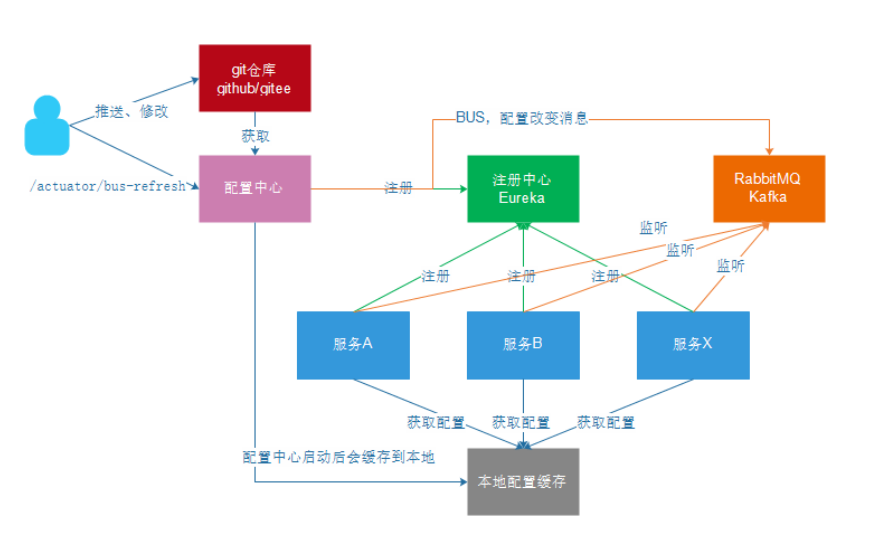 git仓库
github/gitee
推送、修改
获取
BUS，配置改变消息
/actuator/bus-refresh
配置中心
注册
注册中心
Eureka
RabbitMQ
Kafka
监听
监听
监听
注册
注册
注册
服务A
服务B
服务X
获取配置
获取配置
获取配置
配置中心启动后会缓存到本地
本地配置缓存